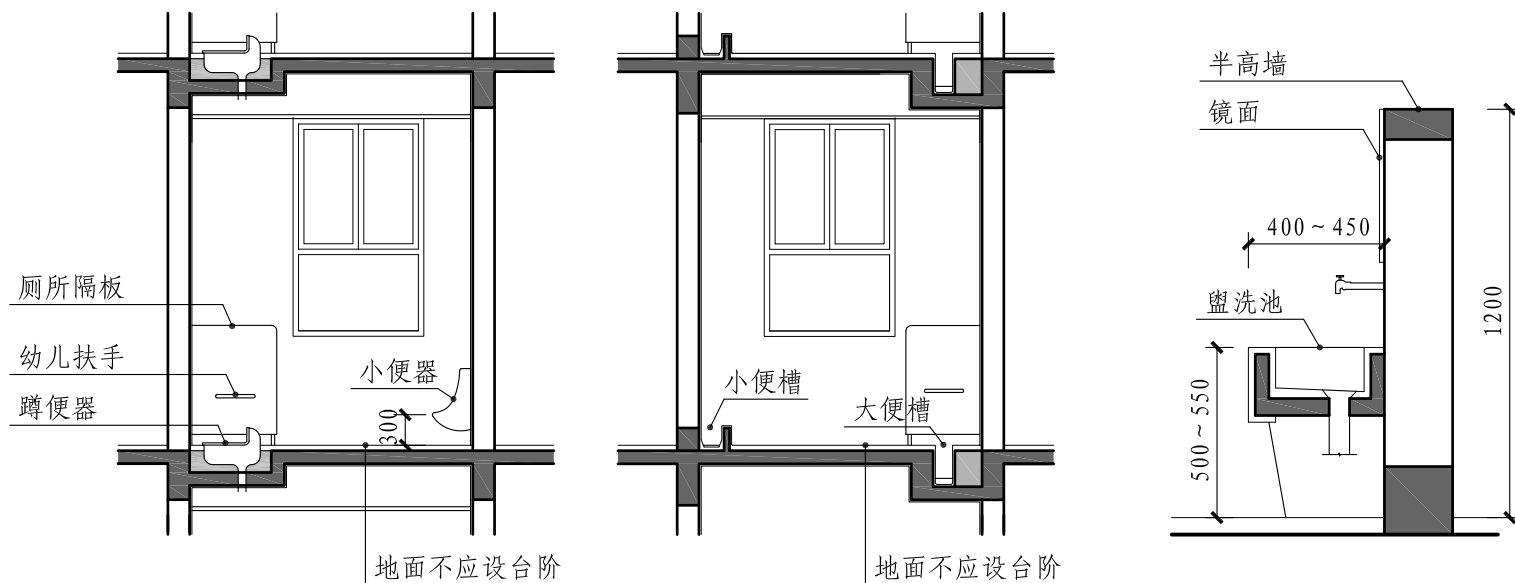 厕所隔板
幼儿扶手
蹲便器
小便器
300
地面不应设台阶
小便槽
大便槽
地面不应设台阶
半高墙
镜面
400~450
盥洗池
500~550
1200